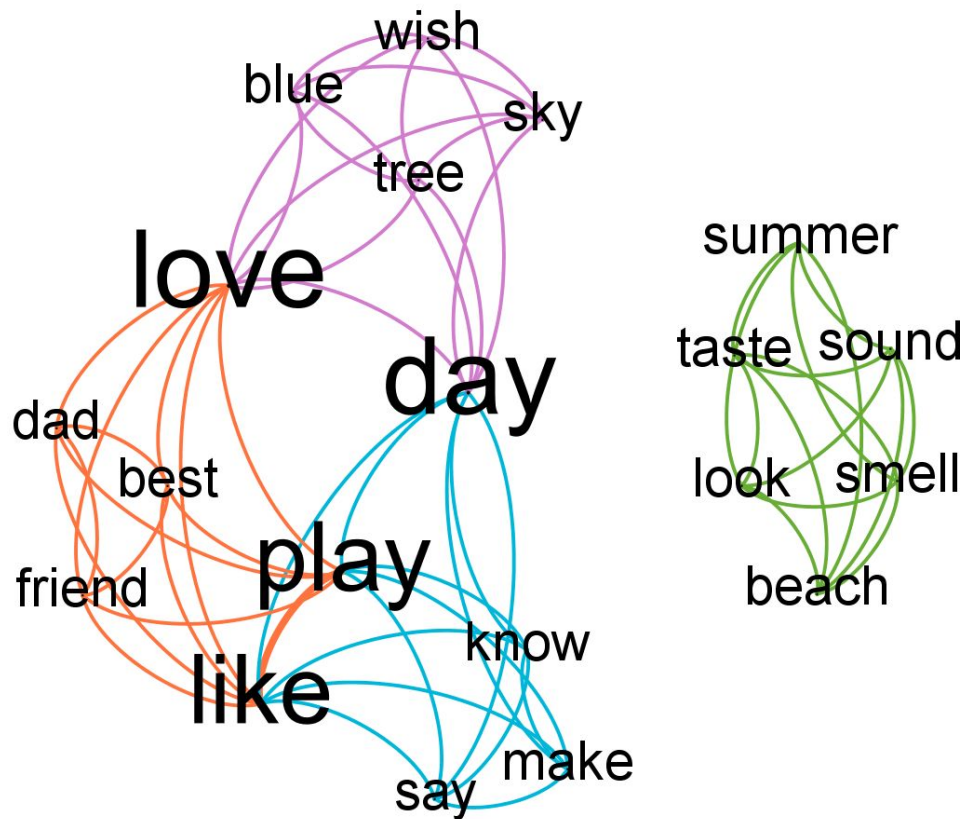 wish
blue
sky
tree
love
day
dad
best
play
friend
like
know
make
say
summer
taste
sound
look
smell
beach